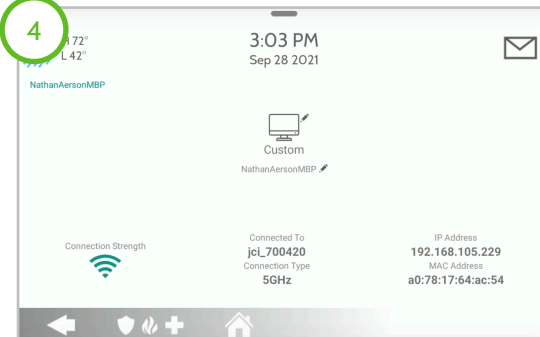 4
H 72°
L 42°
3:03 PM
Sep 28 2021
NathanAersonMBP
Custom
NathanAersonMBP
Connection Strength
Connected To
jci_700420
Connection Type
5GHz
IP Address
192.168.105.229
MAC Address
a0:78:17:64:ac:54